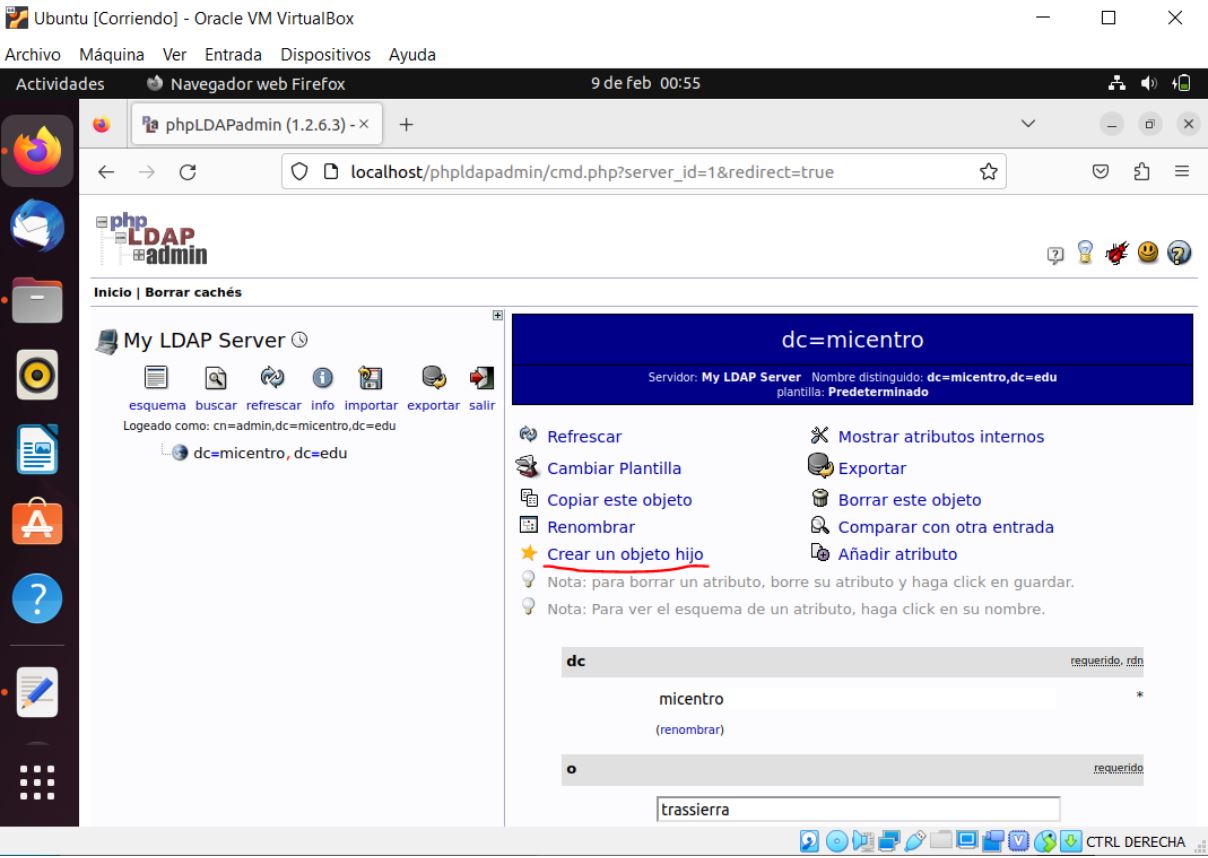 Ubuntu [Corriendo] - Oracle VM VirtualBox
Archivo Máquina Ver Entrada Dispositivos Ayuda
Actividades Navegador web Firefox 9 de feb 00:55
phpLDAPadmin (1.2.6.3) -
localhost/phpldapadmin/cmd.php?server_id=1&redirect=true
php
LDAP
admin
Inicio | Borrar cachés
My LDAP Server
esquema buscar refrescar info importar exportar salir
Logeado como: cn=admin,dc=micentro,dc=edu
dc=micentro,dc=edu
dc=micentro
Servidor: My LDAP Server Nombre distinguido: dc=micentro,dc=edu
plantilla: Predeterminado
Refrescar Mostrar atributos internos
Cambiar Plantilla Exportar
Copiar este objeto Borrar este objeto
Renombrar Comparar con otra entrada
Crear un objeto hijo Añadir atributo
Nota: para borrar un atributo, borre su atributo y haga click en guardar.
Nota: Para ver el esquema de un atributo, haga click en su nombre.
dc requerido, rdn
micentro *
(renombrar)
o requerido
trassierra
CTRL DERECHA